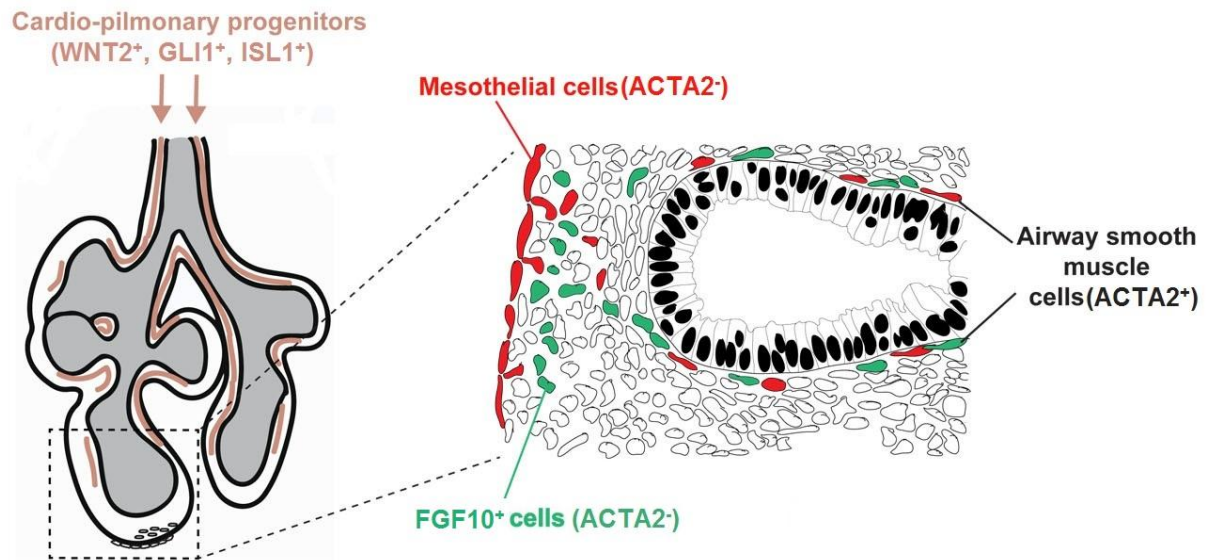 Cardio-pilmonary progenitors
(WNT2⁺, GLI1⁺, ISL1⁺)
Mesothelial cells (ACTA2⁻)
Airway smooth
muscle
cells (ACTA2⁺)
FGF10⁺ cells (ACTA2⁻)